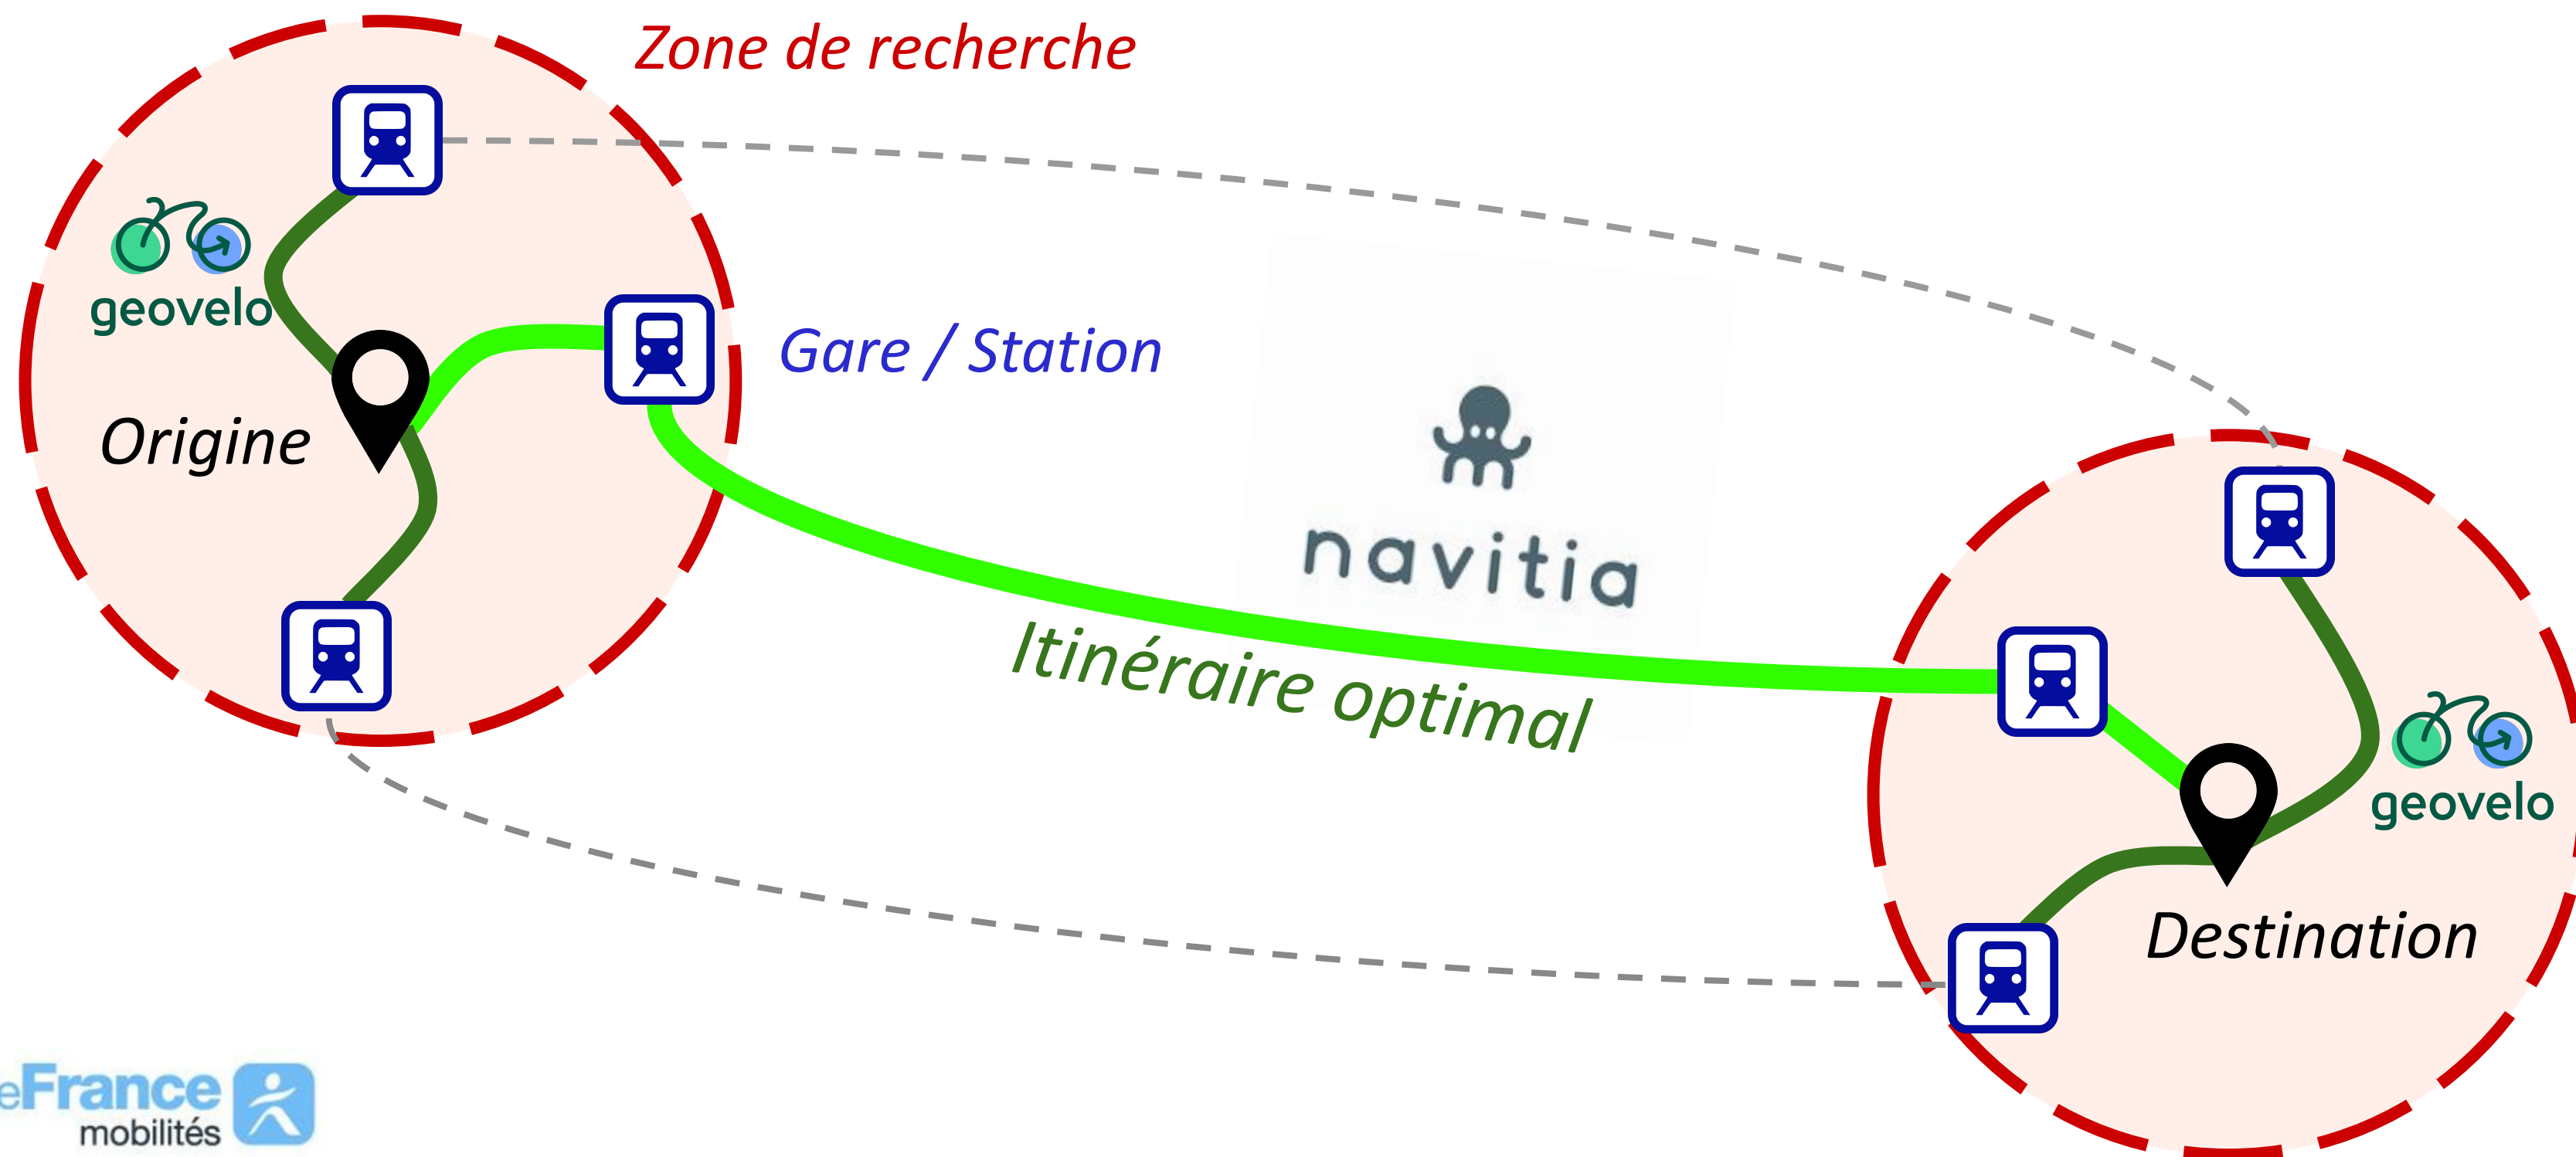 Zone de recherche
geovelo
Gare / Station
Origine
navitia
Itinéraire optimal
geovelo
Destination
eFrance
mobilités